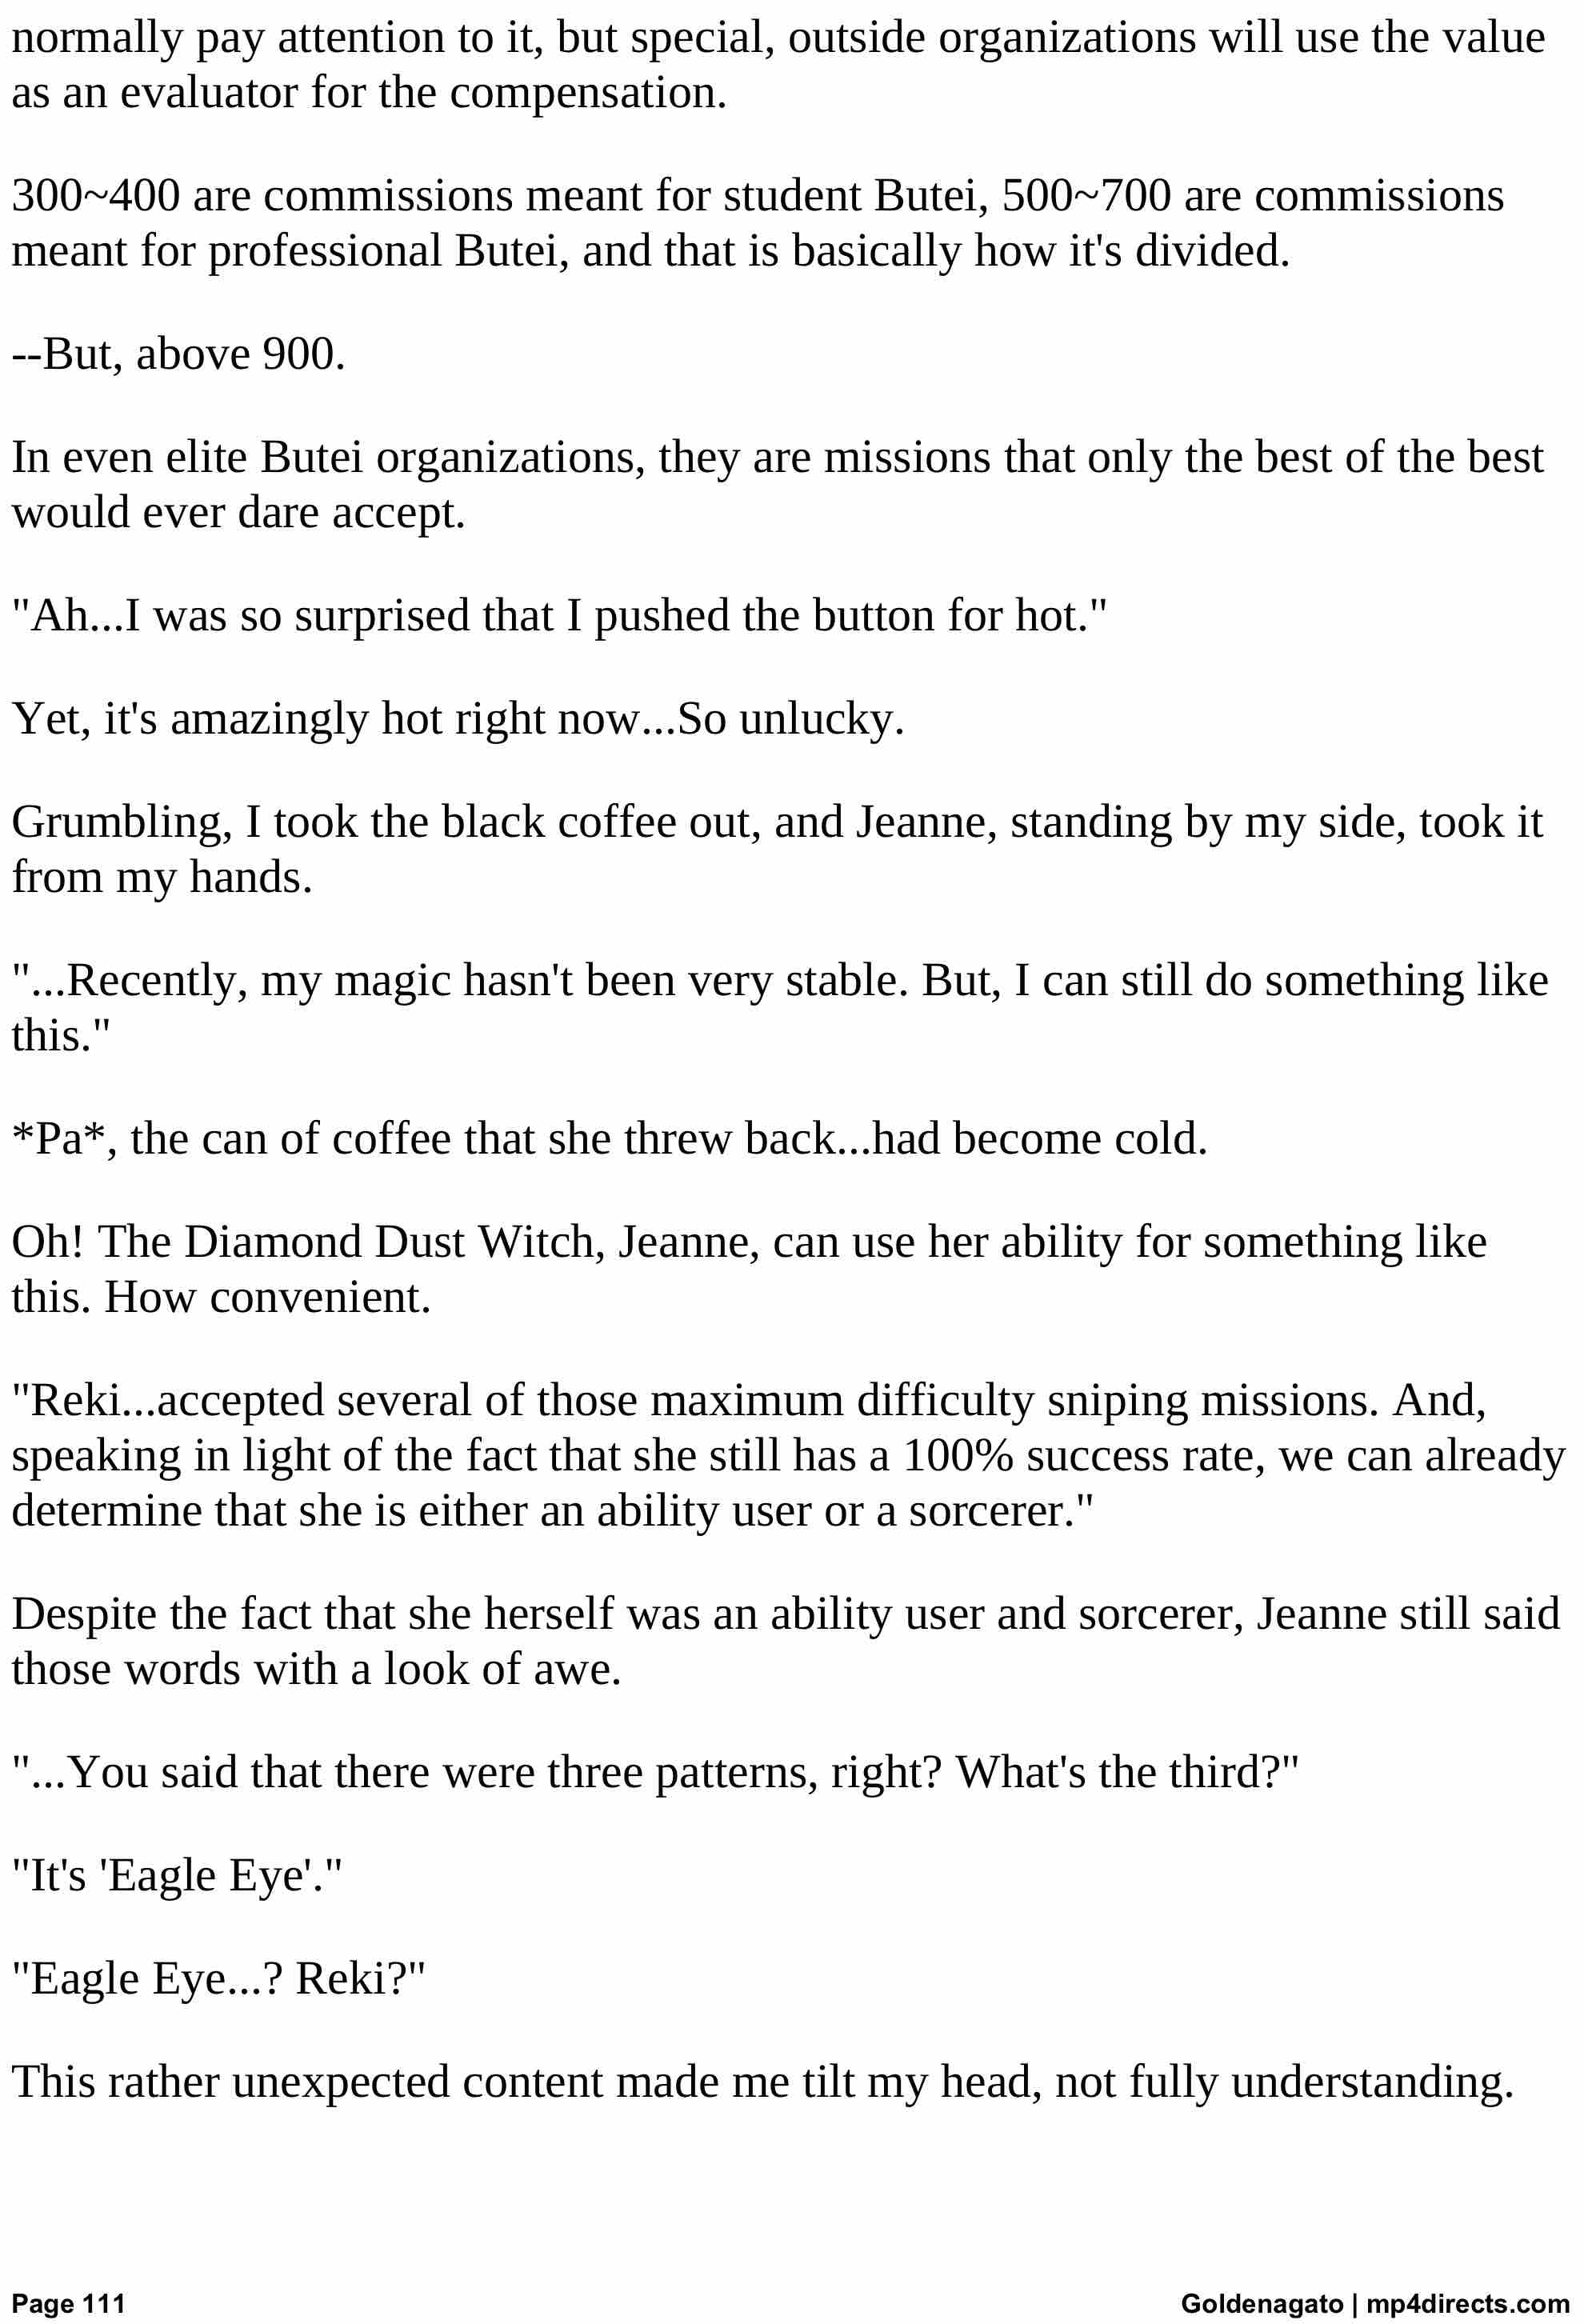 normally pay attention to it, but special, outside organizations will use the value
as an evaluator for the compensation.
300~400 are commissions meant for student Butei, 500~700 are commissions
meant for professional Butei, and that is basically how it's divided.
--But, above 900.
In even elite Butei organizations, they are missions that only the best of the best
would ever dare accept.
"Ah...I was so surprised that I pushed the button for hot."
Yet, it's amazingly hot right now...So unlucky.
Grumbling, I took the black coffee out, and Jeanne, standing by my side, took it
from my hands.
"...Recently, my magic hasn't been very stable. But, I can still do something like
this."
*Pa*, the can of coffee that she threw back...had become cold.
Oh! The Diamond Dust Witch, Jeanne, can use her ability for something like
this. How convenient.
"Reki...accepted several of those maximum difficulty sniping missions. And,
speaking in light of the fact that she still has a 100% success rate, we can already
determine that she is either an ability user or a sorcerer."
Despite the fact that she herself was an ability user and sorcerer, Jeanne still said
those words with a look of awe.
"...You said that there were three patterns, right? What's the third?"
"It's 'Eagle Eye'."
"Eagle Eye...? Reki?"
This rather unexpected content made me tilt my head, not fully understanding.
Page 111
Goldenagato | mp4directs.com